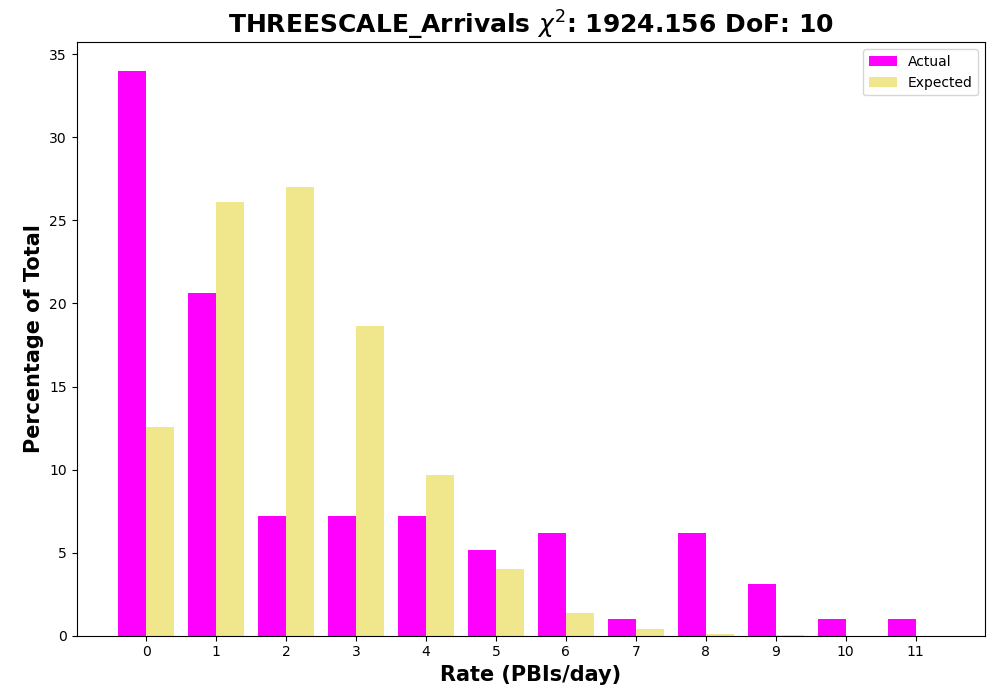 THREESCALE_Arrivals χ²: 1924.156 DoF: 10
Actual
Expected
35
30
25
20
15
10
5
0
Percentage of Total
0 1 2 3 4 5 6 7 8 9 10 11
Rate (PBIs/day)